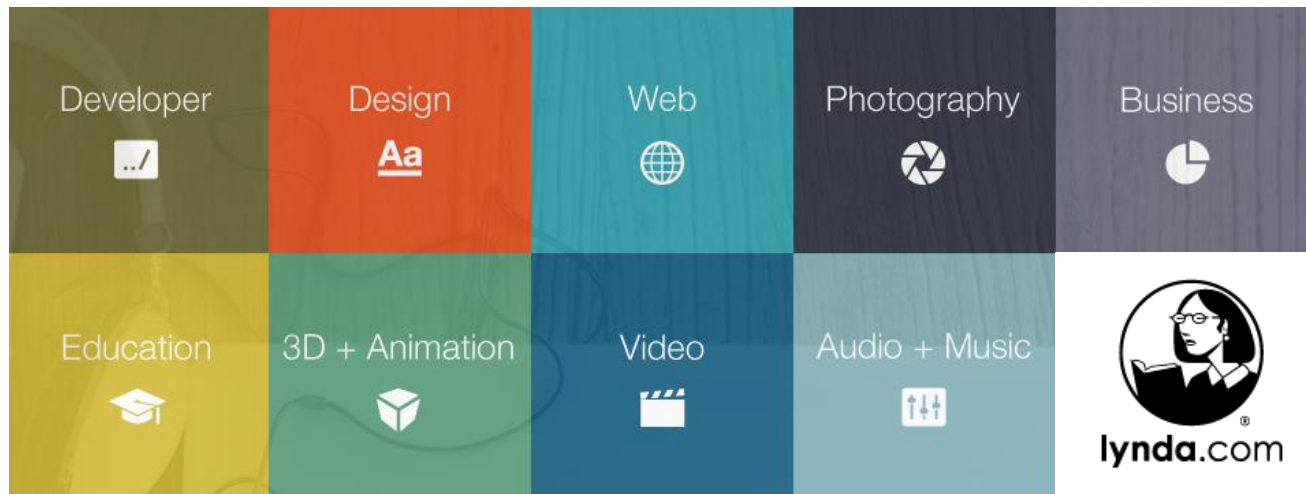 Developer
../
Design
Aa
Web
Photography
Business
Education
3D + Animation
Video
Audio + Music
®
lynda.com